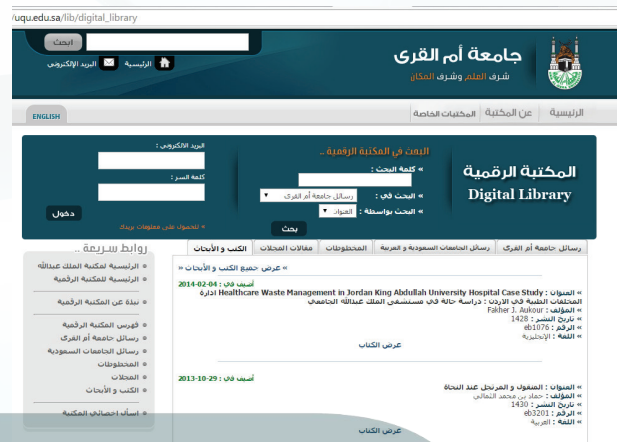 /uqu.edu.sa/lib/digital_library
ابحث
الرئيسية
البريد الإلكتروني
جامعة أم القرى
شرف العلم وشرف المكان
ENGLISH
الرئيسية
عن المكتبة
المكتبات الخاصة
المكتبة الرقمية
Digital Library
البحث في المكتبة الرقمية ..
» كلمة البحث :
» البحث في : رسائل جامعة أم القرى
» البحث بواسطة : العنوان
بحث
البريد الالكتروني :
كلمة السر :
دخول
» للحصول على معلومات بريدك
رسائل جامعة أم القرى
رسائل الجامعات السعودية و العربية
المخطوطات
مقالات المجلات
الكتب و الأبحاث
» عرض جميع الكتب و الأبحاث «
أضيف في : 04-02-2014
» العنوان : Healthcare Waste Management in Jordan King Abdullah University Hospital Case Study ادارة
المخلفات الطبية في الاردن : دراسة حالة في مستشفى الملك عبدالله الجامعي
» المؤلف : Fakher J. Aukour
» تاريخ النشر : 1428
» الرقم : eb1076
» اللغة : الإنجليزية
عرض الكتاب
أضيف في : 29-10-2013
» العنوان : المنقول و المرتجل عند النحاة
» المؤلف : حماد بن محمد الثمالي
» تاريخ النشر : 1430
» الرقم : eb3201
» اللغة : العربية
عرض الكتاب
روابط سريعة ..
الرئيسية لمكتبة الملك عبدالله
الرئيسية للمكتبة الرقمية
نبذة عن المكتبة الرقمية
فهرس المكتبة الرقمية
رسائل جامعة أم القرى
رسائل الجامعات السعودية
المخطوطات
المجلات
الكتب و الأبحاث
اسأل اخصائي المكتبة